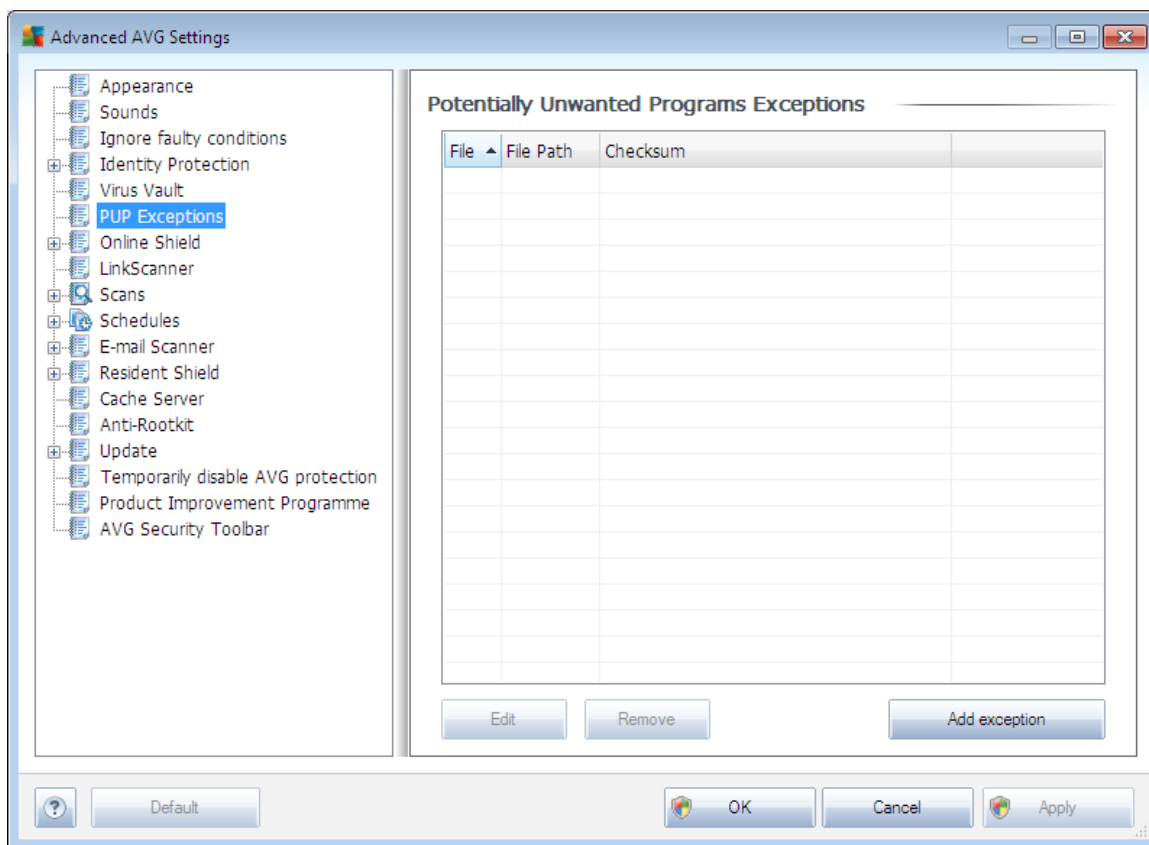 Advanced AVG Settings
Appearance
Sounds
Ignore faulty conditions
Identity Protection
Virus Vault
PUP Exceptions
Online Shield
LinkScanner
Scans
Schedules
E-mail Scanner
Resident Shield
Cache Server
Anti-Rootkit
Update
Temporarily disable AVG protection
Product Improvement Programme
AVG Security Toolbar
Potentially Unwanted Programs Exceptions
File File Path Checksum
Edit Remove Add exception
? Default OK Cancel Apply